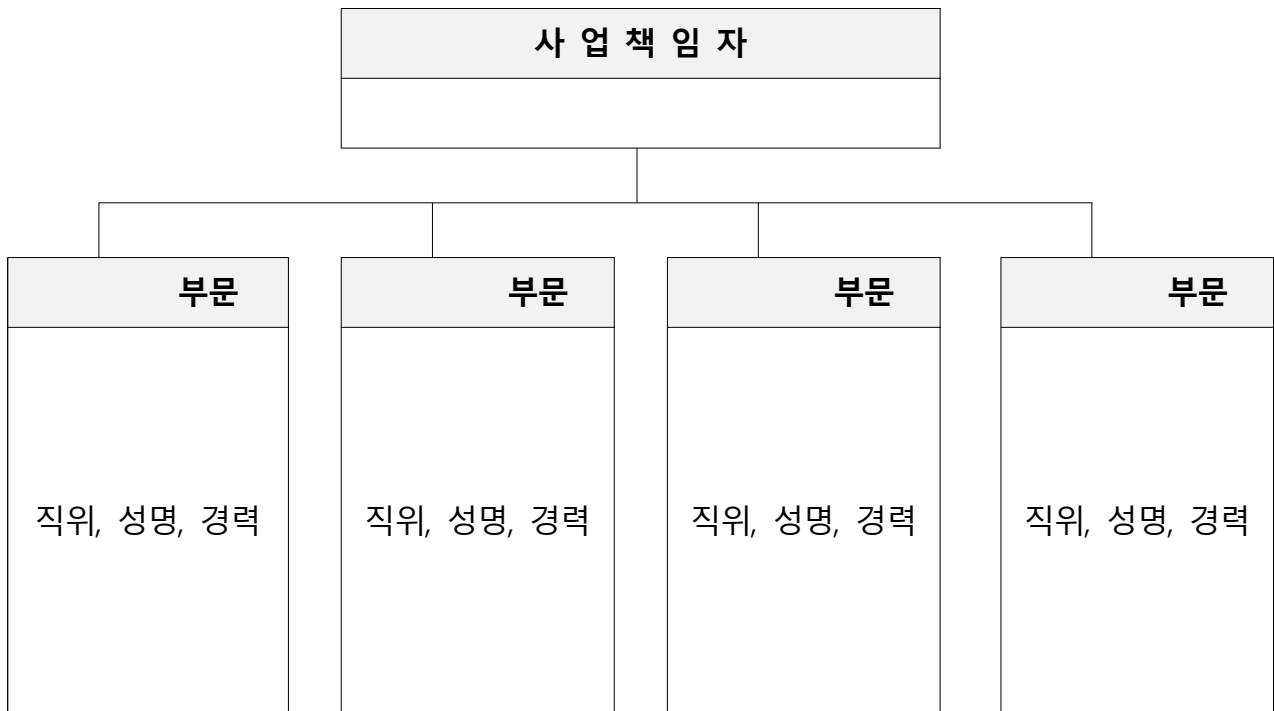 사 업 책 임 자
부문 부문 부문 부문
직위, 성명, 경력 직위, 성명, 경력 직위, 성명, 경력 직위, 성명, 경력